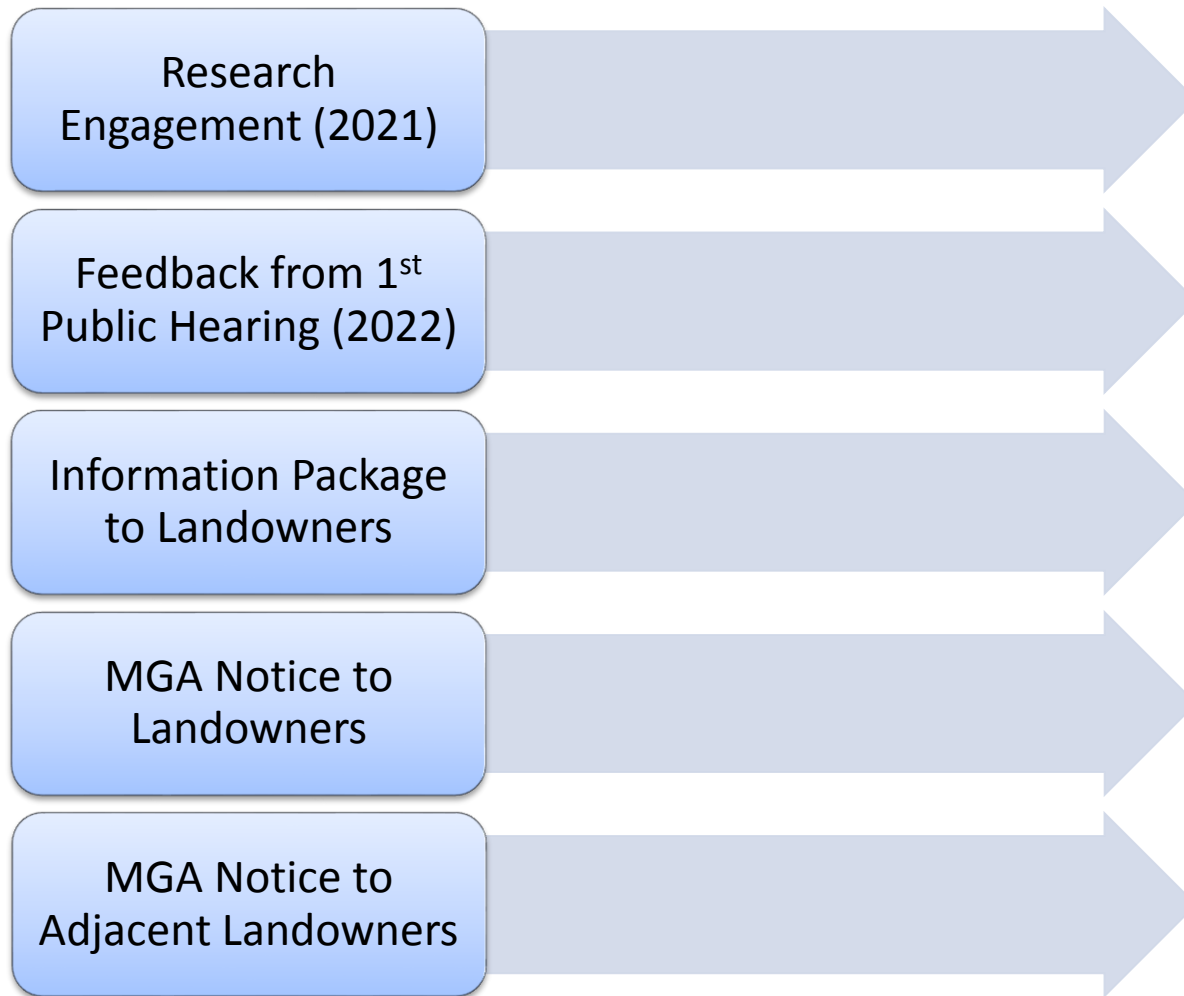 Research
Engagement (2021)
Feedback from 1st
Public Hearing (2022)
Information Package
to Landowners
MGA Notice to
Landowners
MGA Notice to
Adjacent Landowners